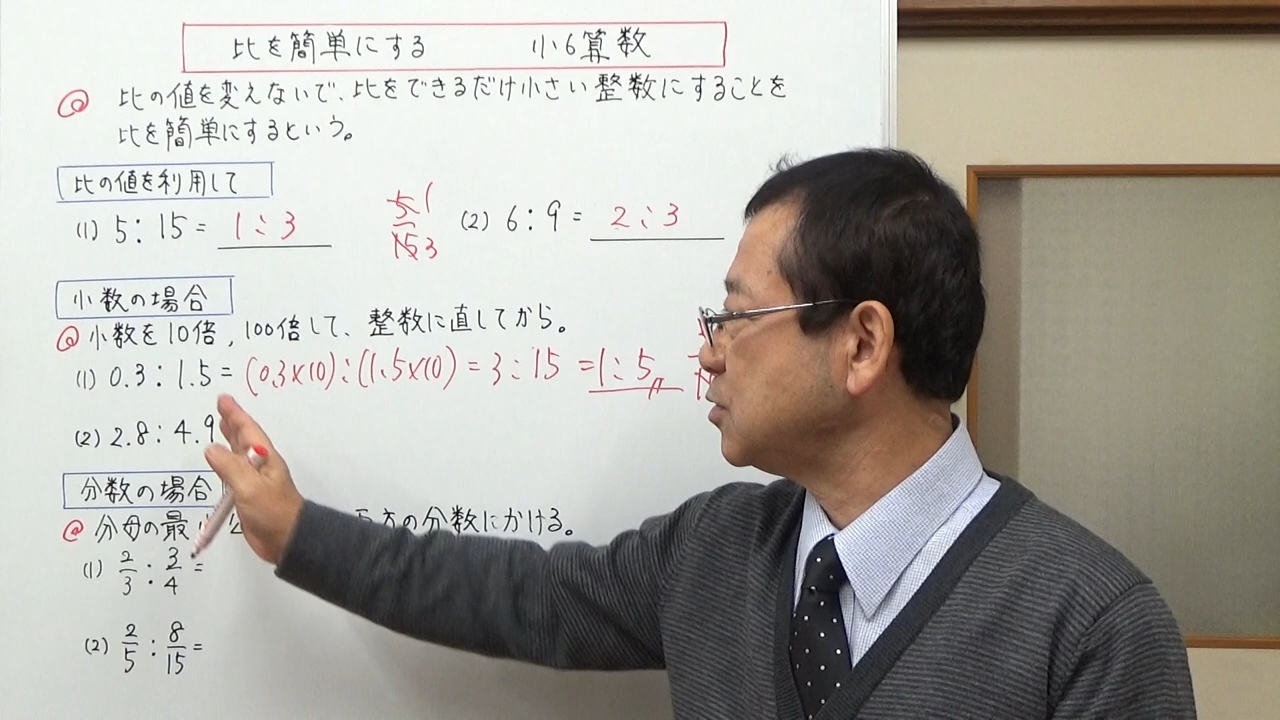 比を簡単にする 小6算数
@ 比の値を変えないで、比をできるだけ小さい整数にすることを
比を簡単にするという。
比の値を利用して
(1) 5:15= 1:3
5 1
15 3
(2) 6:9= 2:3
小数の場合
@ 小数を10倍,100倍して、整数に直してから。
(1) 0.3:1.5=(0.3×10):(1.5×10)=3:15=1:5
(2) 2.8:4.9
分数の場合
@ 分母の最 方の分数にかける。
(1) 2/3:3/4=
(2) 2/5:8/15=